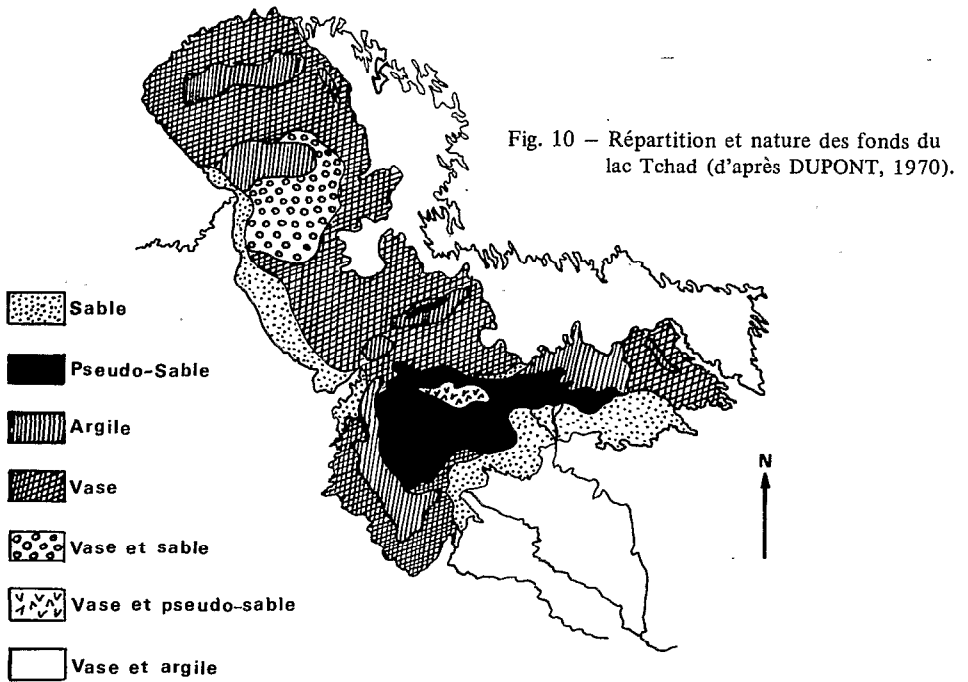 Fig. 10 — Répartition et nature des fonds du
lac Tchad (d'après DUPONT, 1970).
Sable
Pseudo-Sable
Argile
Vase
Vase et sable
Vase et pseudo-sable
Vase et argile
N